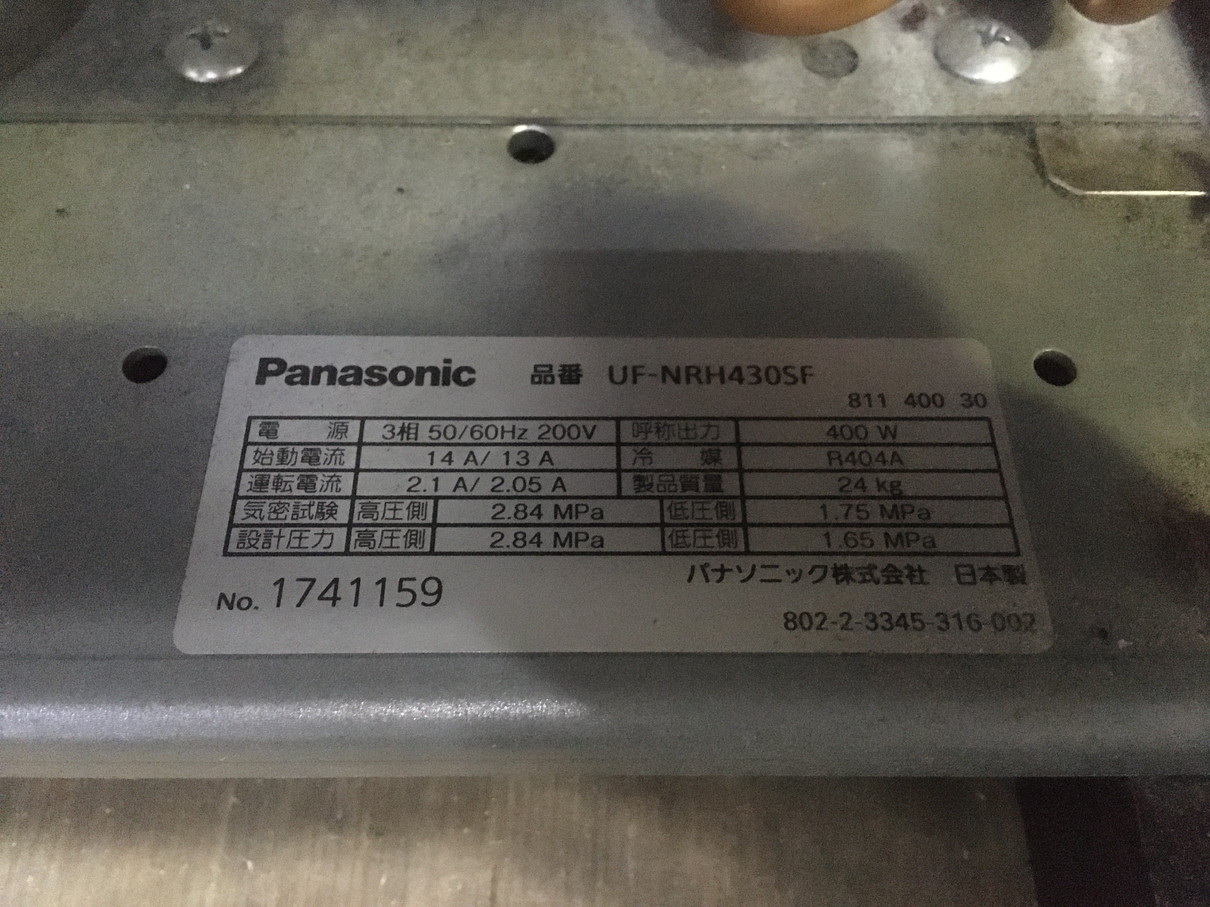 Panasonic 品番 UF-NRH430SF
811 400 30
電源 3相 50/60Hz 200V 呼称出力 400 W
始動電流 14 A/ 13 A 冷媒 R404A
運転電流 2.1 A/ 2.05 A 製品質量 24 kg
気密試験 高圧側 2.84 MPa 低圧側 1.75 MPa
設計圧力 高圧側 2.84 MPa 低圧側 1.65 MPa
パナソニック株式会社 日本製
No. 1741159
802-2-3345-316-002